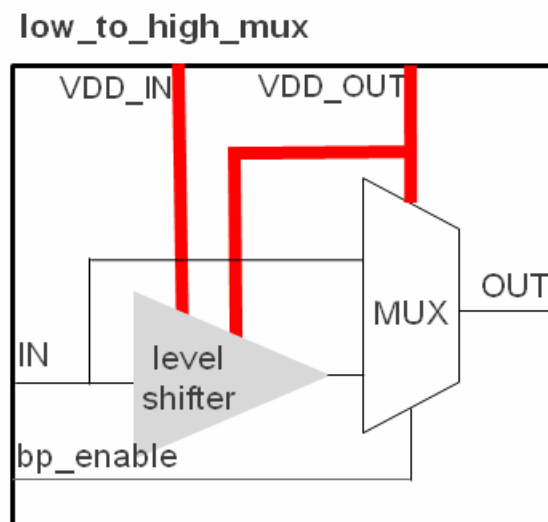 low_to_high_mux
VDD_IN
VDD_OUT
OUT
MUX
IN
level
shifter
bp_enable